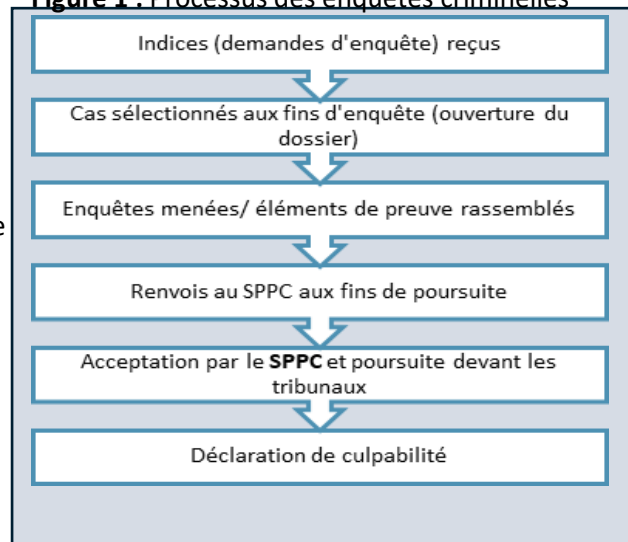 Figure 1 : Processus des enquêtes criminelles
Indices (demandes d'enquête) reçus
Cas sélectionnés aux fins d'enquête (ouverture du
dossier)
Enquêtes menées/ éléments de preuve rassemblés
e
Renvois au SPPC aux fins de poursuite
Acceptation par le SPPC et poursuite devant les
tribunaux
Déclaration de culpabilité